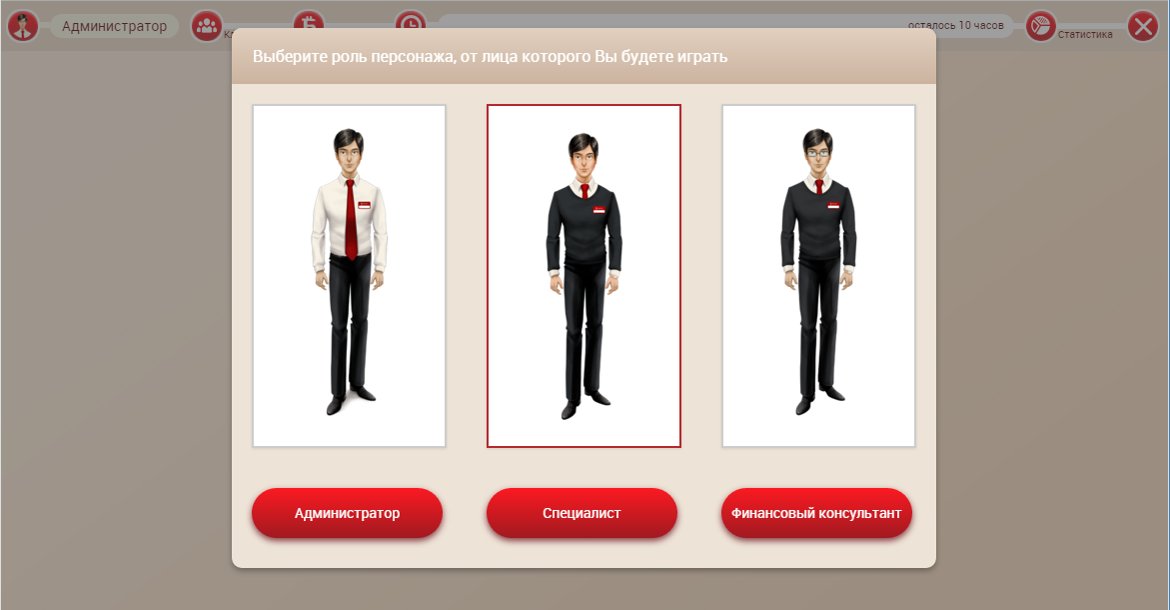 Администратор
осталось 10 часов
Статистика
Выберите роль персонажа, от лица которого Вы будете играть
Администратор
Специалист
Финансовый консультант